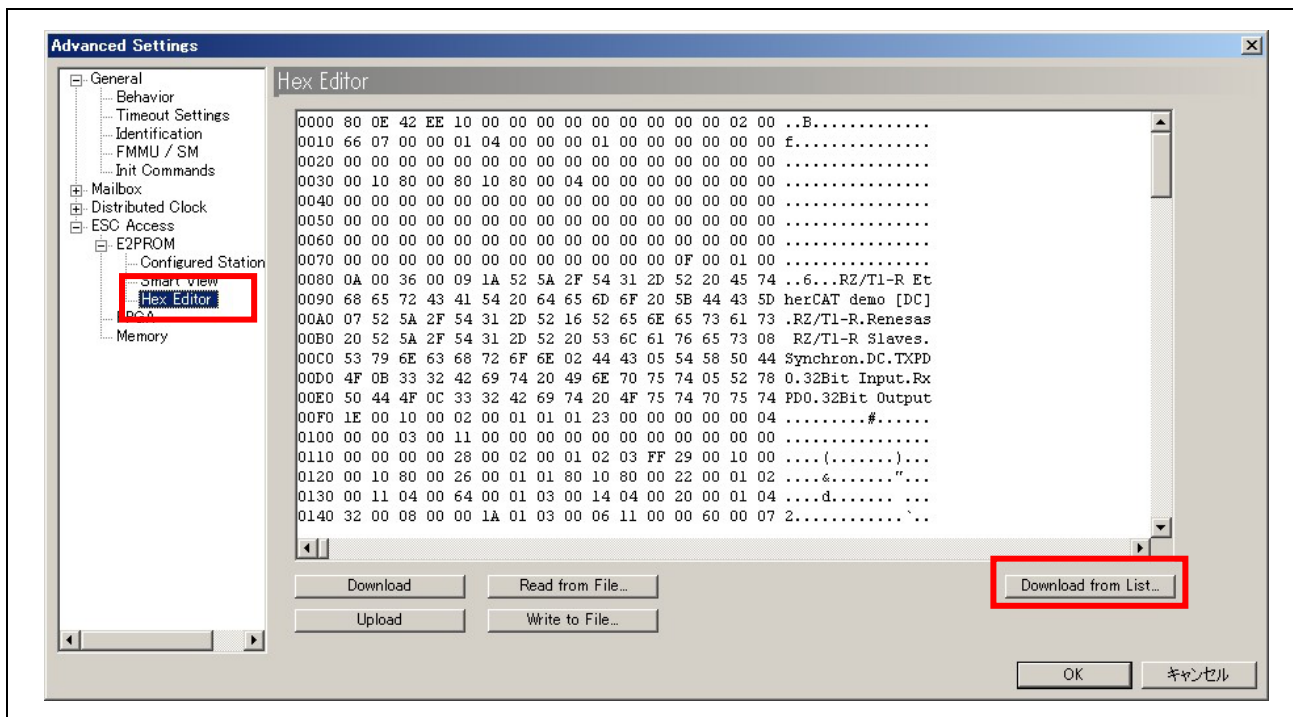 Advanced Settings
General
Behavior
Timeout Settings
Identification
FMMU / SM
Init Commands
Mailbox
Distributed Clock
ESC Access
E2PROM
Configured Station
Smart View
Hex Editor
FPGA
Memory
Hex Editor
0000 80 0E 42 EE 10 00 00 00 00 00 00 00 00 00 02 00 ..B.............
0010 66 07 00 00 01 04 00 00 00 01 00 00 00 00 00 00 f...............
0020 00 00 00 00 00 00 00 00 00 00 00 00 00 00 00 00 ................
0030 00 10 80 00 80 10 80 00 04 00 00 00 00 00 00 00 ................
0040 00 00 00 00 00 00 00 00 00 00 00 00 00 00 00 00 ................
0050 00 00 00 00 00 00 00 00 00 00 00 00 00 00 00 00 ................
0060 00 00 00 00 00 00 00 00 00 00 00 00 00 00 00 00 ................
0070 00 00 00 00 00 00 00 00 00 00 00 00 0F 00 01 00 ................
0080 0A 00 36 00 09 1A 52 5A 2F 54 31 2D 52 20 45 74 ..6...RZ/T1-R Et
0090 68 65 72 43 41 54 20 64 65 6D 6F 20 5B 44 43 5D herCAT demo [DC]
00A0 07 52 5A 2F 54 31 2D 52 16 52 65 6E 65 73 61 73 .RZ/T1-R.Renesas
00B0 20 52 5A 2F 54 31 2D 52 20 53 6C 61 76 65 73 08  RZ/T1-R Slaves.
00C0 53 79 6E 63 68 72 6F 6E 02 44 43 05 54 58 50 44 Synchron.DC.TXPD
00D0 4F 0B 33 32 42 69 74 20 49 6E 70 75 74 05 52 78 O.32Bit Input.Rx
00E0 50 44 4F 0C 33 32 42 69 74 20 4F 75 74 70 75 74 PDO.32Bit Output
00F0 1E 00 10 00 02 00 01 01 01 23 00 00 00 00 00 04 .........#......
0100 00 00 03 00 11 00 00 00 00 00 00 00 00 00 00 00 ................
0110 00 00 00 00 28 00 02 00 01 02 03 FF 29 00 10 00 ....(.......)...
0120 00 10 80 00 26 00 01 01 80 10 80 00 22 00 01 02 ....&......."...
0130 00 11 04 00 64 00 01 03 00 14 04 00 20 00 01 04 ....d....... ...
0140 32 00 08 00 00 1A 01 03 00 06 11 00 00 60 00 07 2............`..
Download
Read from File...
Download from List...
Upload
Write to File...
OK
キャンセル